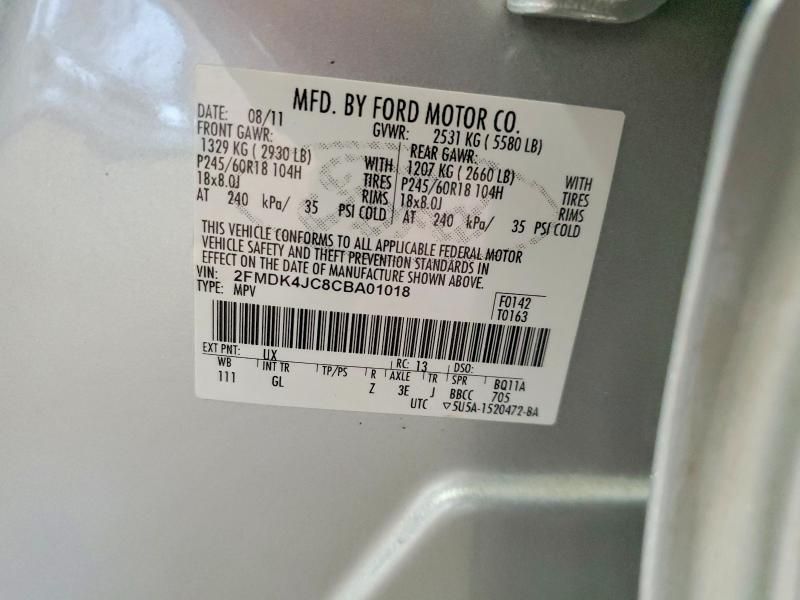 MFD. BY FORD MOTOR CO.
DATE: 08/11 GVWR: 2531 KG ( 5580 LB)
FRONT GAWR: REAR GAWR:
1329 KG ( 2930 LB) WITH 1207 KG ( 2660 LB) WITH
P245/60R18 104H TIRES P245/60R18 104H TIRES
18x8.0J RIMS 18x8.0J RIMS
AT 240 kPa/ 35 PSI COLD AT 240 kPa/ 35 PSI COLD
THIS VEHICLE CONFORMS TO ALL APPLICABLE FEDERAL MOTOR
VEHICLE SAFETY AND THEFT PREVENTION STANDARDS IN
EFFECT ON THE DATE OF MANUFACTURE SHOWN ABOVE.
VIN: 2FMDK4JC8CBA01018
TYPE: MPV
F0142
T0163
EXT PNT: UX RC: 13 DSO:
WB INT TR TP/PS R AXLE TR SPR BQ11A
111 GL Z 3E J BBCC 705
UTC ▽5U5A-1520472-BA